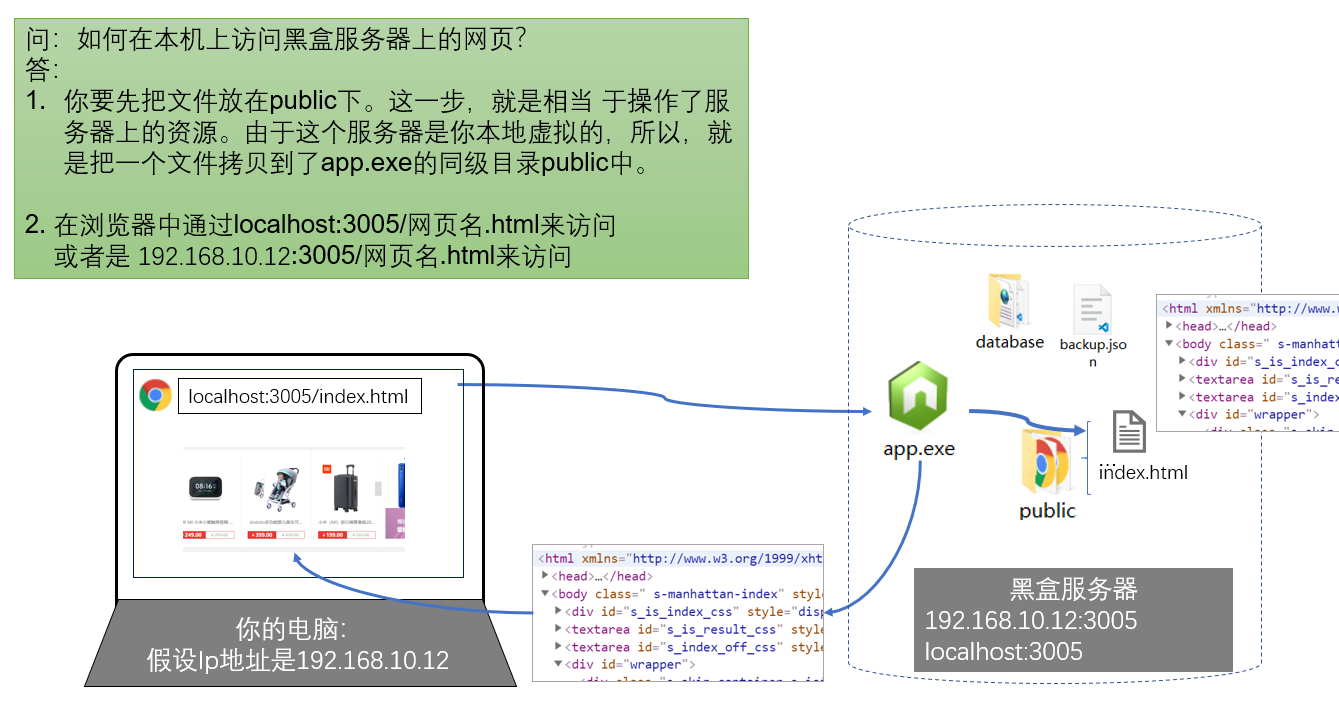 问：如何在本机上访问黑盒服务器上的网页？
答：
1. 你要先把文件放在public下。这一步，就是相当 于操作了服
务器上的资源。由于这个服务器是你本地虚拟的，所以，就
是把一个文件拷贝到了app.exe的同级目录public中。
2. 在浏览器中通过localhost:3005/网页名.html来访问
或者是 192.168.10.12:3005/网页名.html来访问
localhost:3005/index.html
08:16
249.00
¥399.00
¥199.00
你的电脑:
假设Ip地址是192.168.10.12
<html xmlns="http://www.w3.org/1999/xht
<head>…</head>
<body class=" s-manhattan-index" style
<div id="s_is_index_css" style="disp
<textarea id="s_is_result_css" style
<textarea id="s_index_off_css" style
<div id="wrapper">
app.exe
database
backup.jso
n
public
index.html
...
<html xmlns="http://www.w
<head>…</head>
<body class=" s-manhatta
<div id="s_is_index_c
<textarea id="s_is_re
<textarea id="s_index
<div id="wrapper">
黑盒服务器
192.168.10.12:3005
localhost:3005